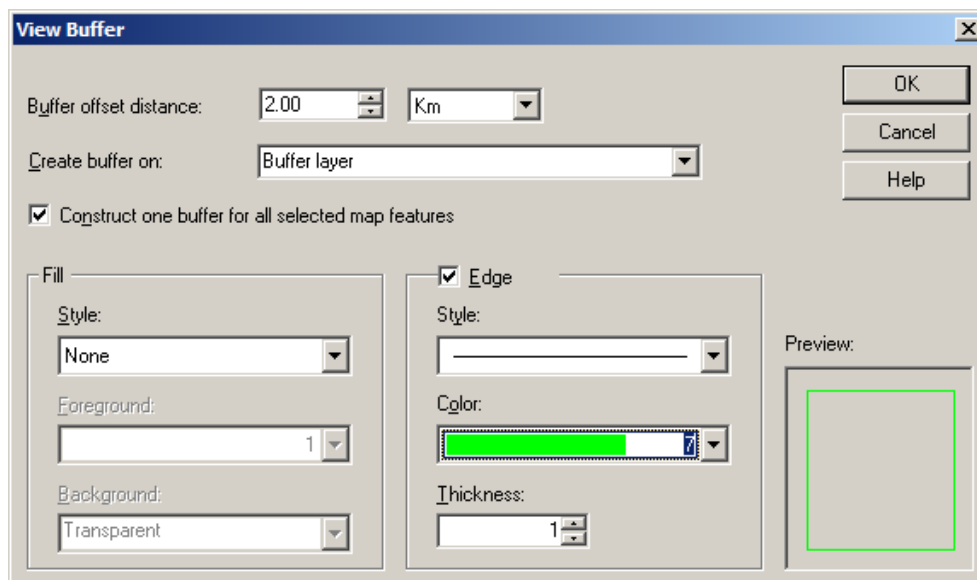 View Buffer
Buffer offset distance: 2.00 Km
OK
Create buffer on: Buffer layer
Cancel
Help
Construct one buffer for all selected map features
Fill
Style:
None
Foreground:
1
Background:
Transparent
Edge
Style:
Color:
7
Thickness:
1
Preview: